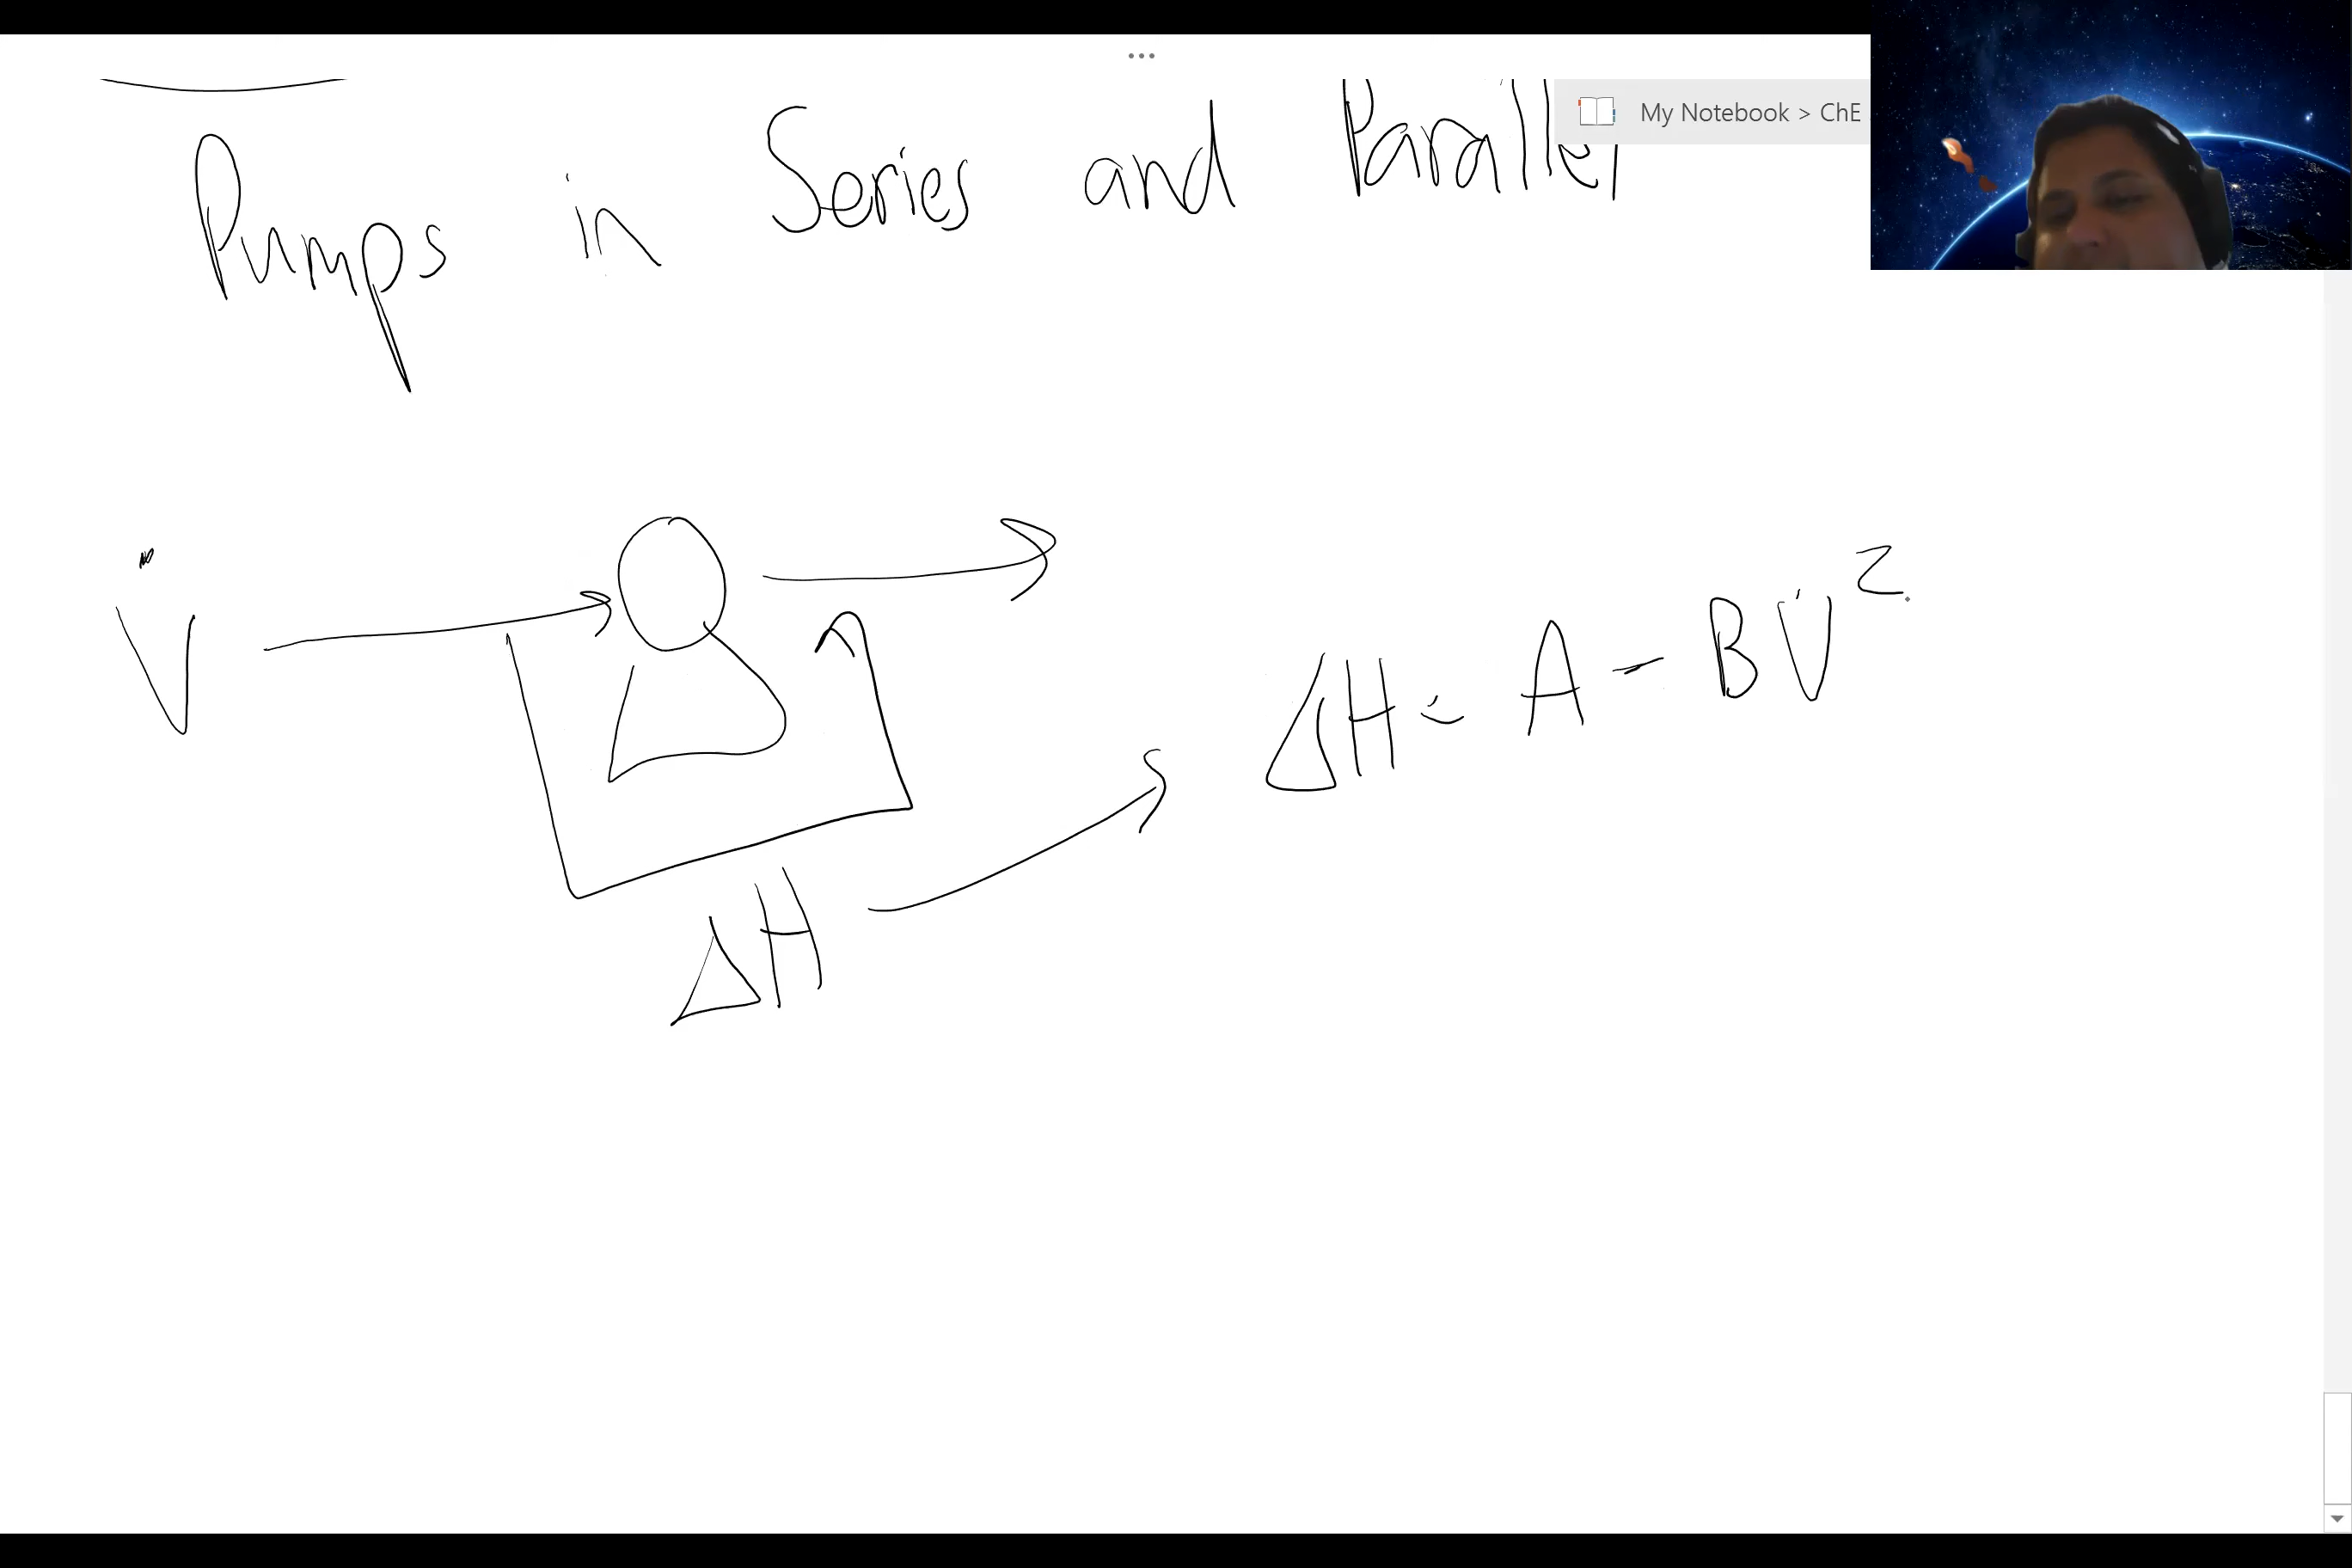 My Notebook > ChE
Pumps in Series and Parallel
V̇
ΔH = A - BV̇²
ΔH